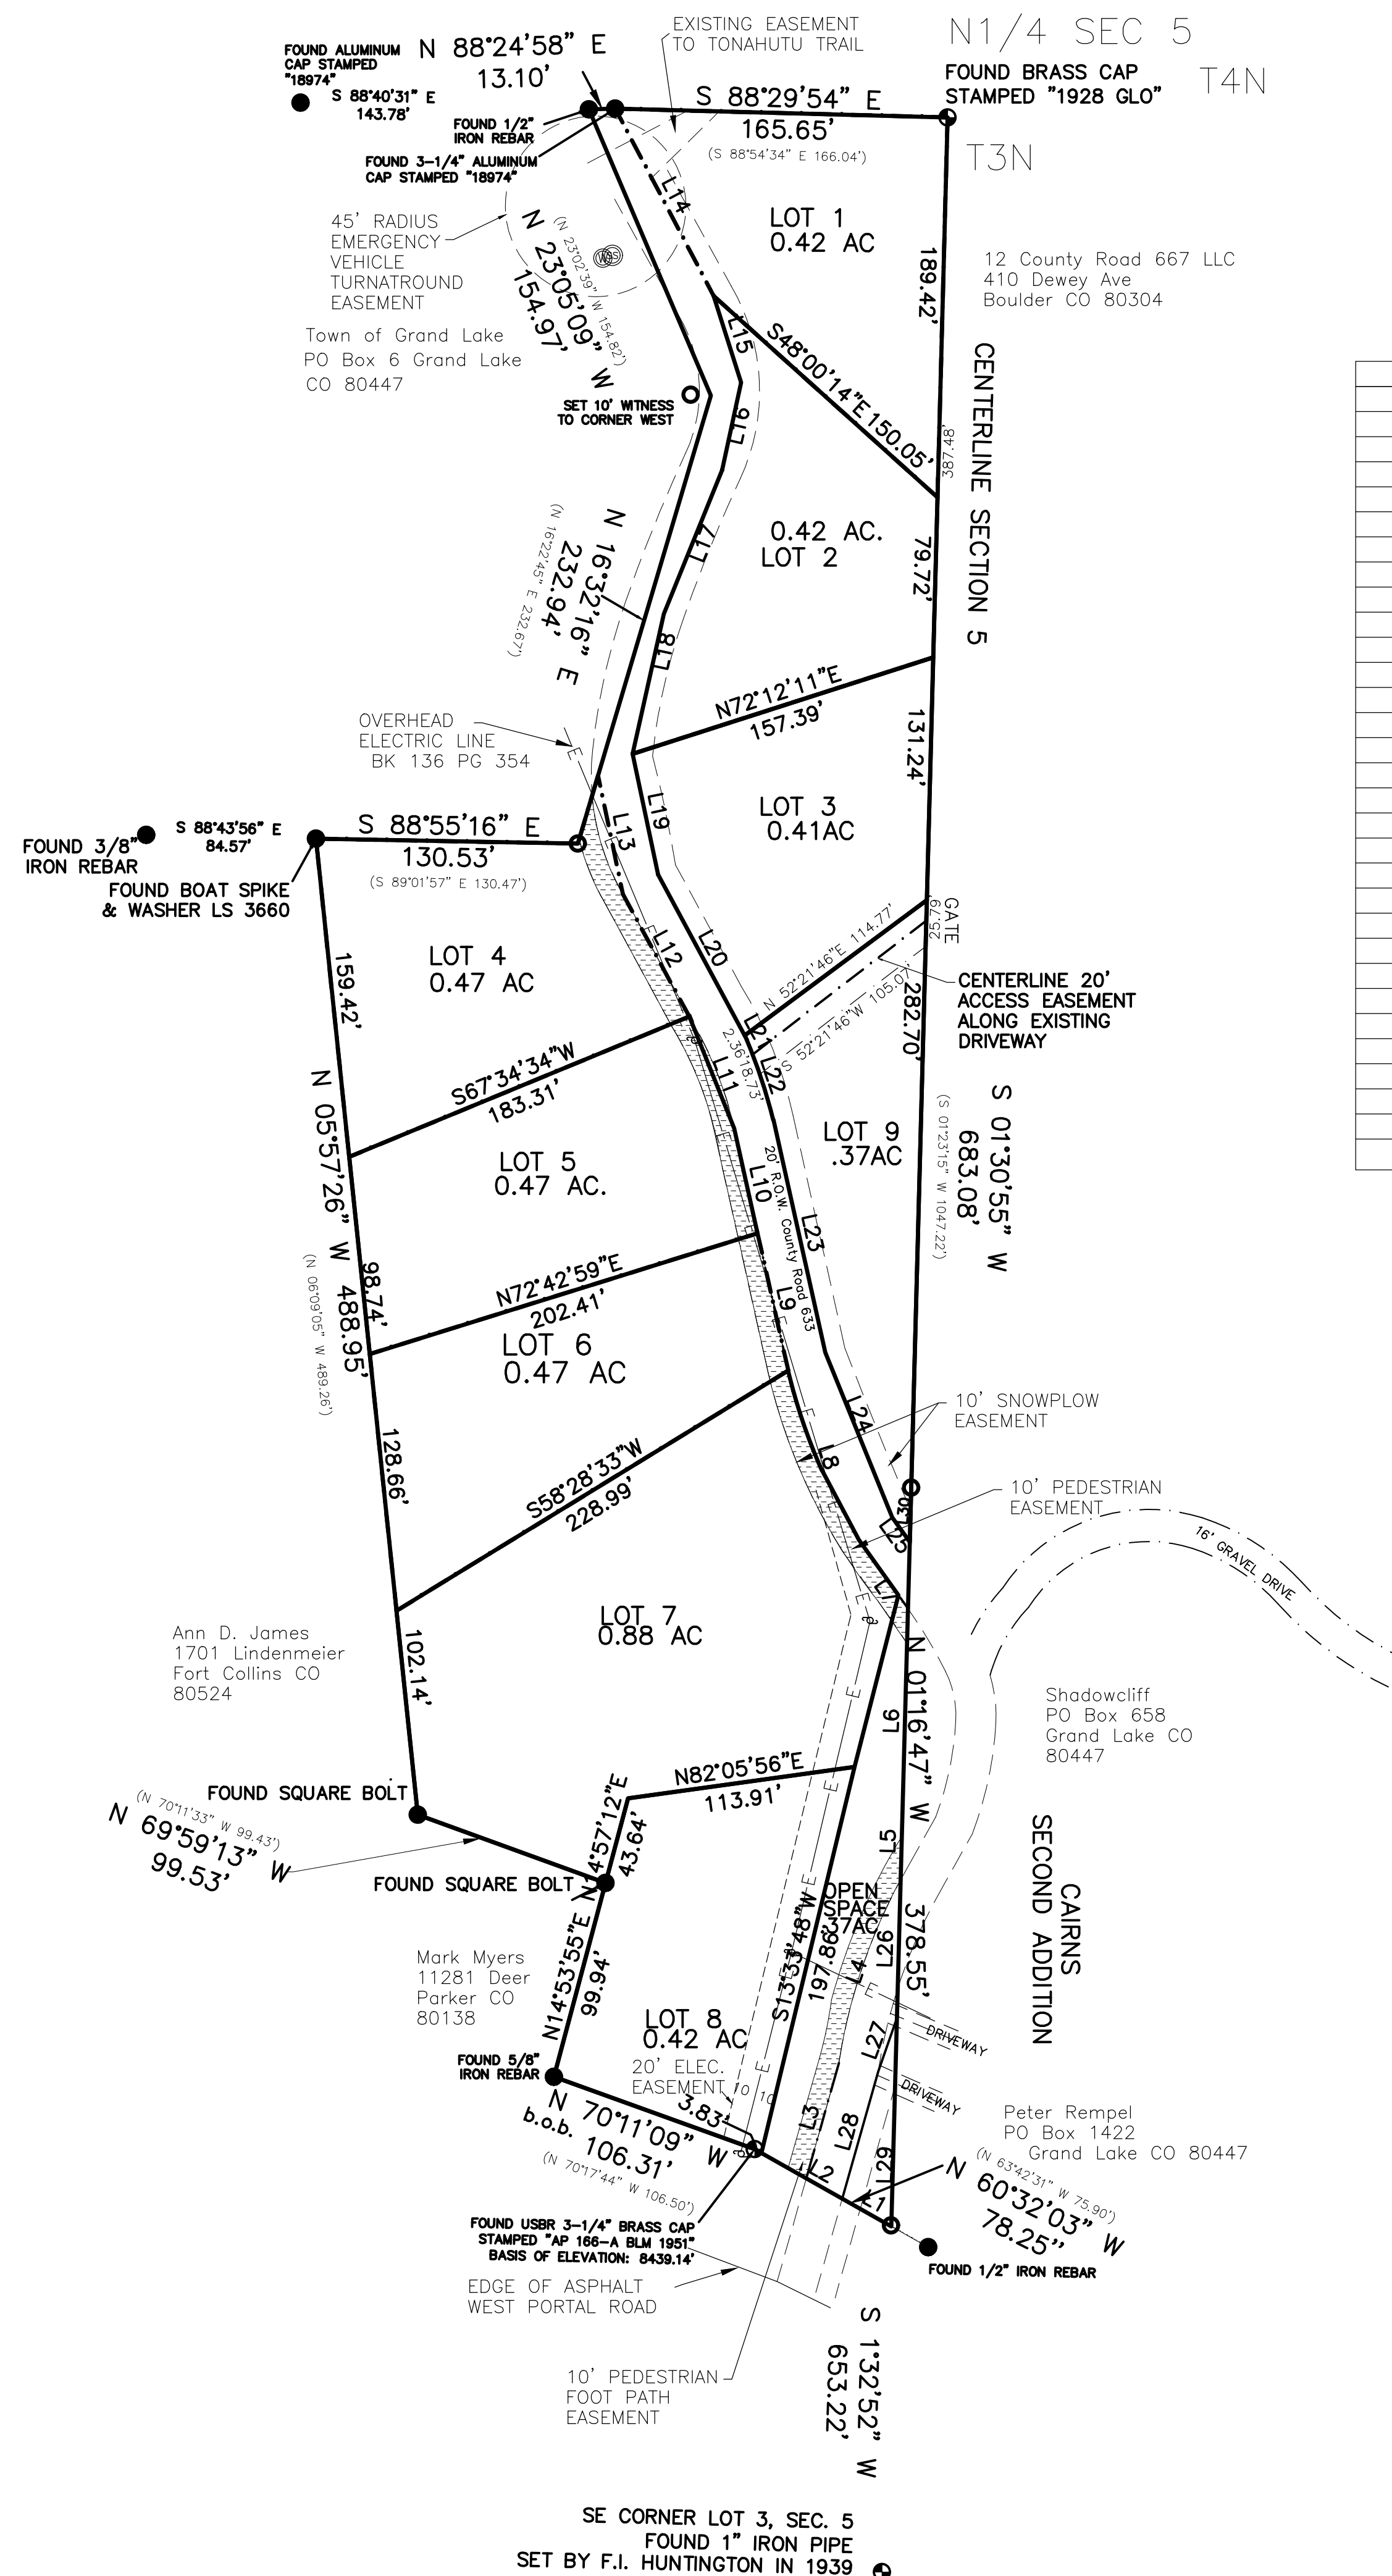 N1/4 SEC 5
T4N
T3N
FOUND BRASS CAP
STAMPED "1928 GLO"
EXISTING EASEMENT
TO TONAHUTU TRAIL
FOUND ALUMINUM
CAP STAMPED
"18974"
N 88°24'58" E
13.10'
S 88°40'31" E
143.78'
FOUND 1/2"
IRON REBAR
FOUND 3-1/4" ALUMINUM
CAP STAMPED "18974"
S 88°29'54" E
165.65'
(S 88°54'34" E 166.04')
45' RADIUS
EMERGENCY
VEHICLE
TURNATROUND
EASEMENT
Town of Grand Lake
PO Box 6 Grand Lake
CO 80447
N 23°05'09" W
154.97'
(N 23°02'39" W 154.82')
L14
LOT 1
0.42 AC
189.42'
12 County Road 667 LLC
410 Dewey Ave
Boulder CO 80304
L15
S48°00'14"E 150.05'
SET 10' WITNESS
TO CORNER WEST
L16
387.48'
CENTERLINE SECTION 5
N 16°32'16" E
232.94'
(N 16°22'45" E 232.67')
L17
0.42 AC.
LOT 2
79.72'
L18
N72°12'11"E
157.39'
131.24'
OVERHEAD
ELECTRIC LINE
BK 136 PG 354
E
L19
LOT 3
0.41AC
S 88°43'56" E
84.57'
FOUND 3/8"
IRON REBAR
FOUND BOAT SPIKE
& WASHER LS 3660
S 88°55'16" E
130.53'
(S 89°01'57" E 130.47')
L13
L12
L20
N 52°21'46"E 114.77'
25.79'
GATE
LOT 4
0.47 AC
159.42'
S 52°21'46"W 105.07'
282.70'
CENTERLINE 20'
ACCESS EASEMENT
ALONG EXISTING
DRIVEWAY
L21
L22
2.36'
18.73'
L11
S67°34'34"W
183.31'
N 05°57'26" W 488.95'
(N 06°09'05" W 489.26')
S 01°30'55" W
683.08'
(S 01°23'15" W 1047.22')
LOT 9
.37AC
LOT 5
0.47 AC.
L10
20' R.O.W. County Road 633
L23
98.74'
N72°42'59"E
202.41'
L9
LOT 6
0.47 AC
128.66'
S58°28'33"W
228.99'
L8
L24
10' SNOWPLOW
EASEMENT
10' PEDESTRIAN
EASEMENT
L30
L25
L7
16' GRAVEL DRIVE
LOT 7
0.88 AC
102.14'
Ann D. James
1701 Lindenmeier
Fort Collins CO
80524
N 01°16'47" W
378.55'
L6
Shadowcliff
PO Box 658
Grand Lake CO
80447
N82°05'56"E
113.91'
FOUND SQUARE BOLT
(N 70°11'33" W 99.43')
N 69°59'13" W
99.53'
FOUND SQUARE BOLT
N14°57'12"E
43.64'
L5
SECOND ADDITION
CAIRNS
OPEN
SPACE
.37AC
S13°33'48"W
197.86'
L26
L4
Mark Myers
11281 Deer
Parker CO
80138
N14°53'55"E
99.94'
LOT 8
0.42 AC
L27
DRIVEWAY
DRIVEWAY
FOUND 5/8"
IRON REBAR
20' ELEC.
EASEMENT
10 10
3.83'
L3
L28
L29
N 70°11'09" W
b.o.b. 106.31'
(N 70°17'44" W 106.50')
L2
L1
Peter Rempel
PO Box 1422
Grand Lake CO 80447
(N 63°42'31" W 75.90')
N 60°32'03" W
78.25"
FOUND USBR 3-1/4" BRASS CAP
STAMPED "AP 166-A BLM 1951"
BASIS OF ELEVATION: 8439.14'
FOUND 1/2" IRON REBAR
EDGE OF ASPHALT
WEST PORTAL ROAD
10' PEDESTRIAN
FOOT PATH
EASEMENT
S 1°32'52" W
653.22'
SE CORNER LOT 3, SEC. 5
FOUND 1" IRON PIPE
SET BY F.I. HUNTINGTON IN 1939